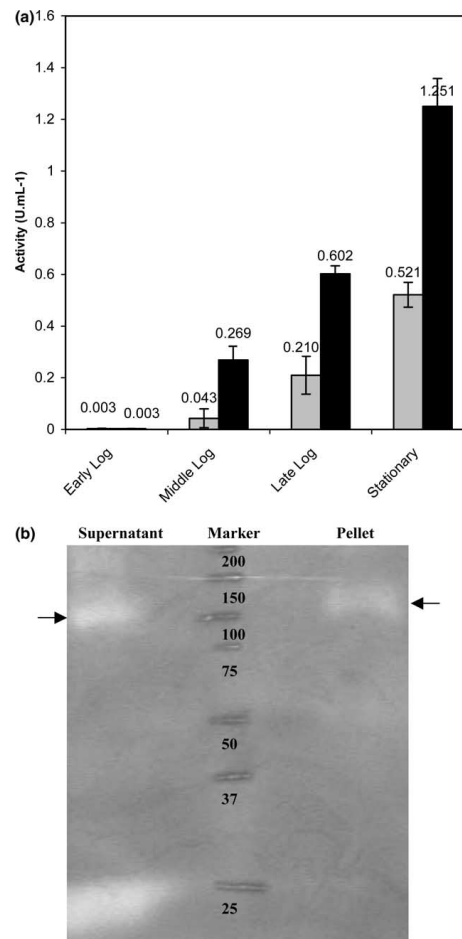 (a)
1.6
1.4
1.2
1
0.8
0.6
0.4
0.2
0
Activity (U.mL-1)
0.003 0.003
0.043
0.269
0.210
0.602
0.521
1.251
Early Log
Middle Log
Late Log
Stationary
(b)
Supernatant Marker Pellet
200
150
100
75
50
37
25